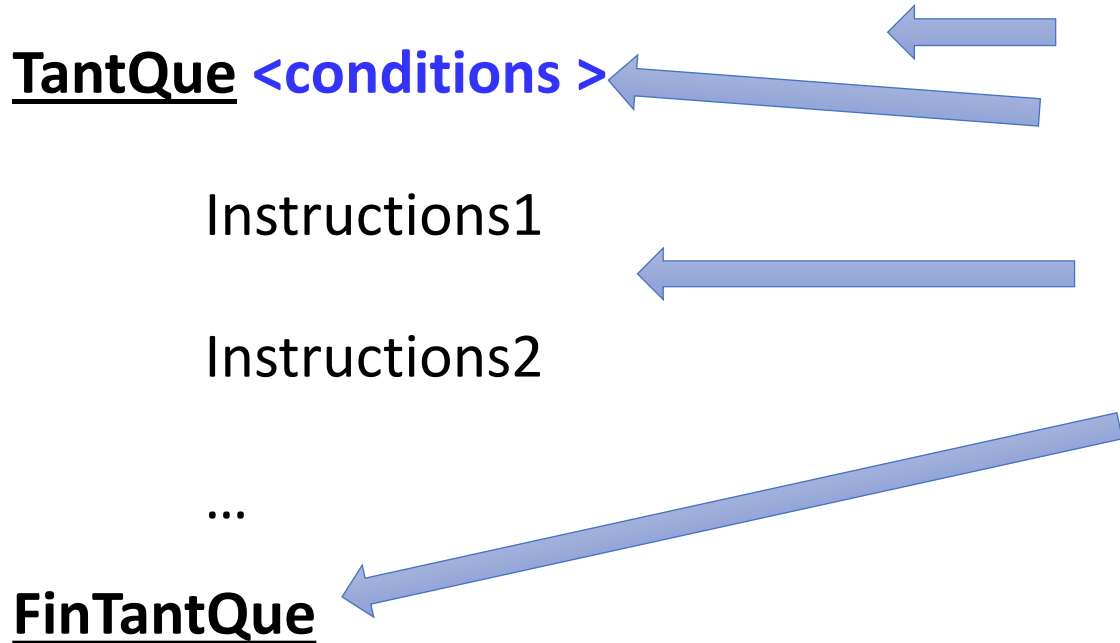 TantQue <conditions >
Instructions1
Instructions2
...
FinTantQue